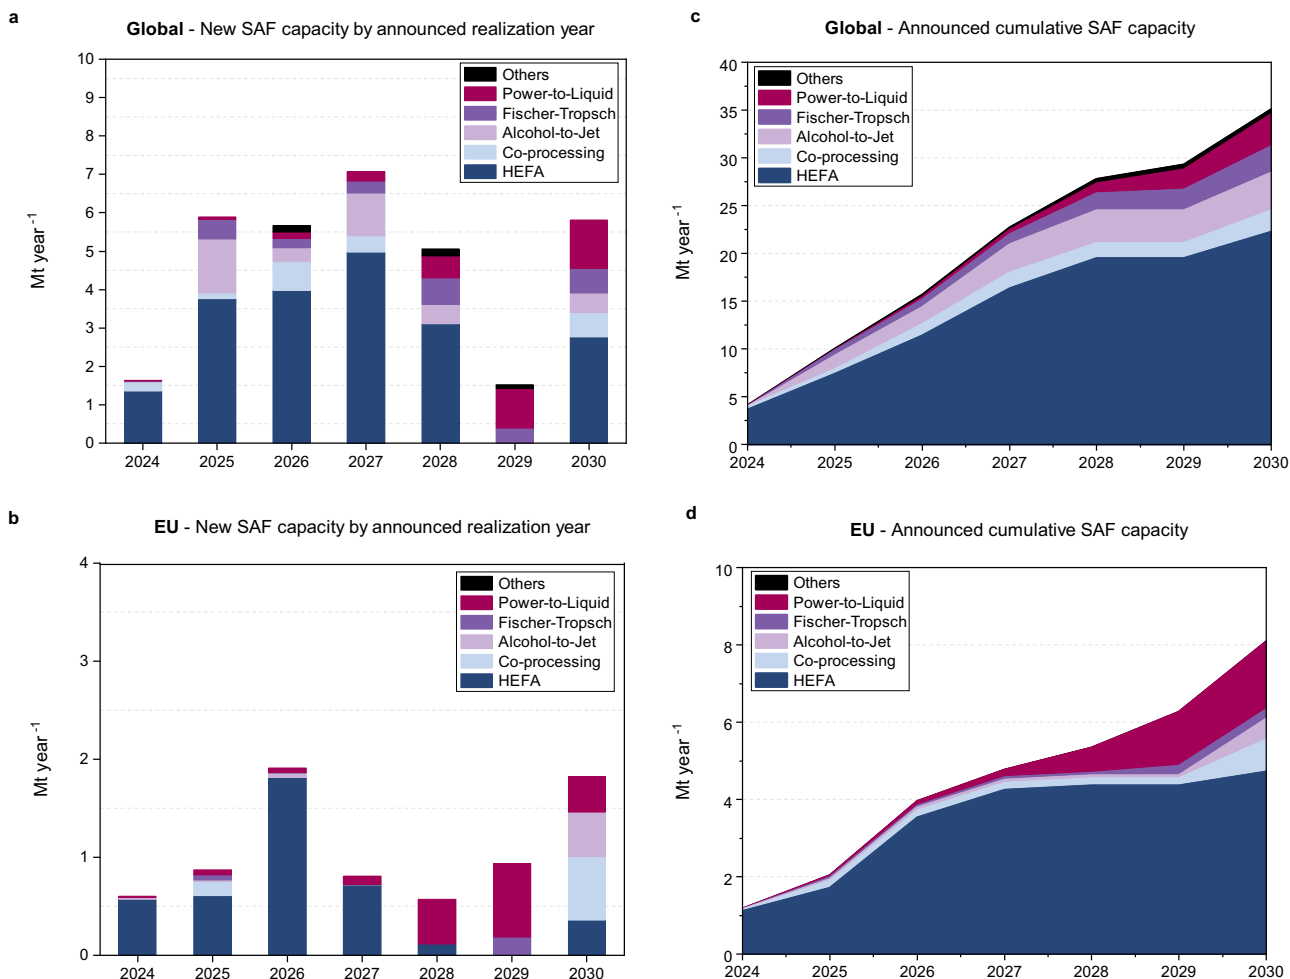 a
Global - New SAF capacity by announced realization year
10
9
8
7
6
5
4
3
2
1
0
Mt year⁻¹
Others
Power-to-Liquid
Fischer-Tropsch
Alcohol-to-Jet
Co-processing
HEFA
2024 2025 2026 2027 2028 2029 2030
c
Global - Announced cumulative SAF capacity
40
35
30
25
20
15
10
5
0
Mt year⁻¹
Others
Power-to-Liquid
Fischer-Tropsch
Alcohol-to-Jet
Co-processing
HEFA
2024 2025 2026 2027 2028 2029 2030
b
EU - New SAF capacity by announced realization year
4
3
2
1
0
Mt year⁻¹
Others
Power-to-Liquid
Fischer-Tropsch
Alcohol-to-Jet
Co-processing
HEFA
2024 2025 2026 2027 2028 2029 2030
d
EU - Announced cumulative SAF capacity
10
8
6
4
2
0
Mt year⁻¹
Others
Power-to-Liquid
Fischer-Tropsch
Alcohol-to-Jet
Co-processing
HEFA
2024 2025 2026 2027 2028 2029 2030